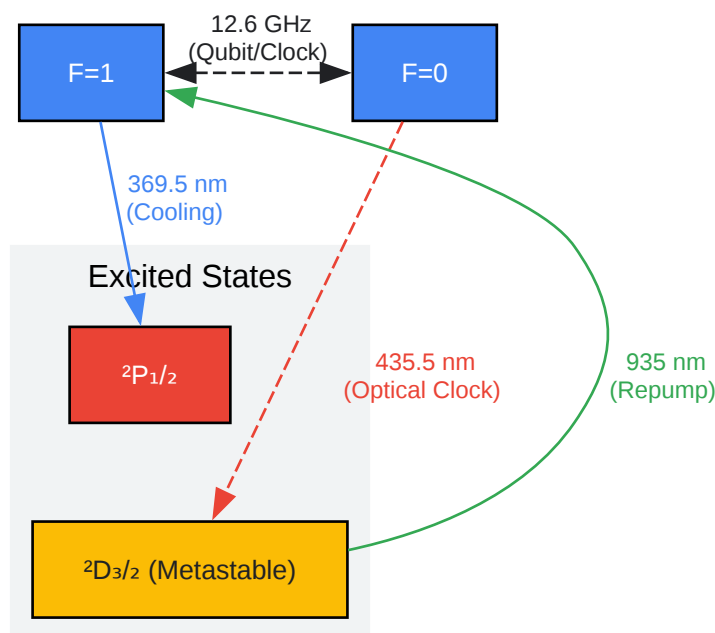 12.6 GHz
(Qubit/Clock)
F=1
F=0
369.5 nm
(Cooling)
Excited States
²P₁/₂
435.5 nm
(Optical Clock)
935 nm
(Repump)
²D₃/₂ (Metastable)